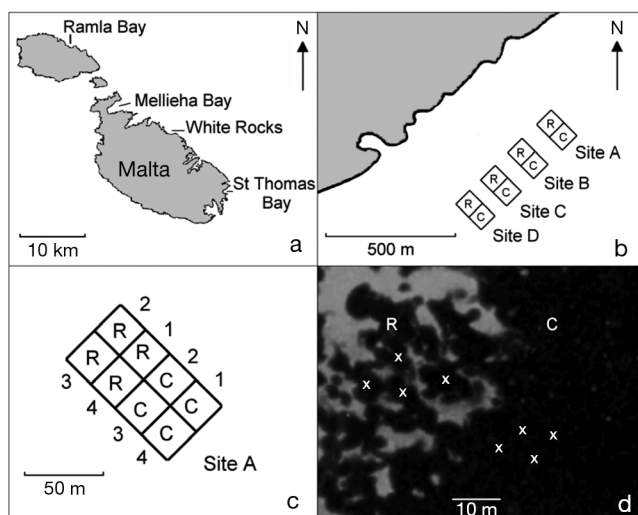 Ramla Bay
N
Mellieha Bay
White Rocks
Malta
St Thomas
Bay
10 km
a
N
R
C
Site A
R
C
Site B
R
C
Site C
R
C
Site D
500 m
b
2
R
1
R
R
2
3
R
C
1
4
C
C
3
C
4
Site A
50 m
c
R
C
x
x
x
x
x
x
x
x
10 m
d